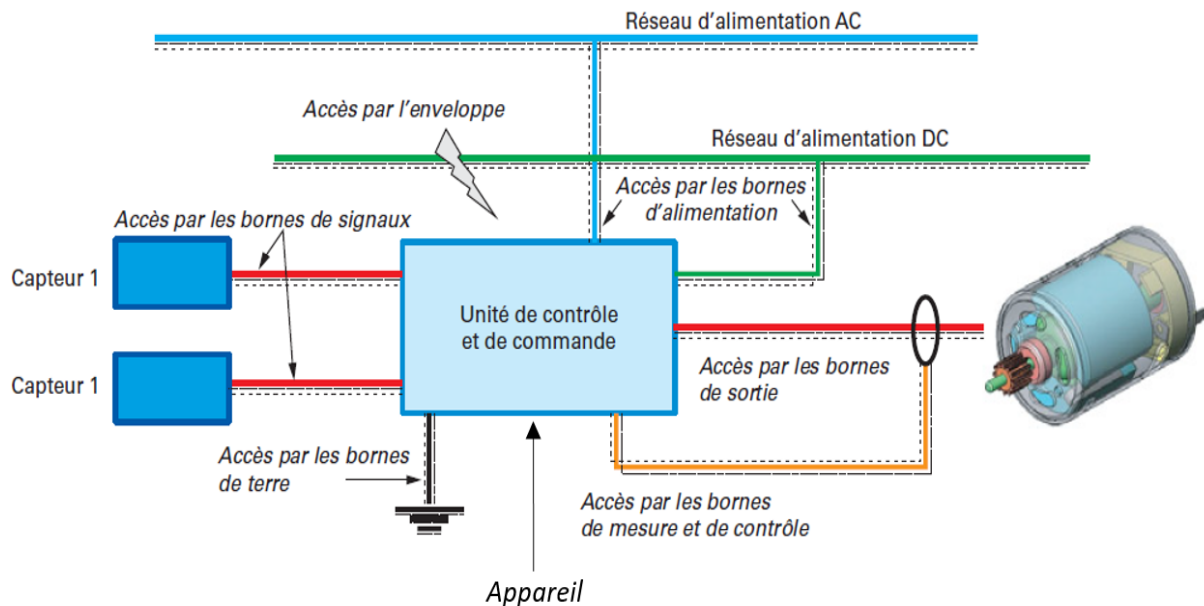 Réseau d'alimentation AC
Accès par l'enveloppe
Réseau d'alimentation DC
Accès par les bornes
d'alimentation
Accès par les bornes de signaux
Capteur 1
Unité de contrôle
et de commande
Capteur 1
Accès par les bornes
de sortie
Accès par les bornes
de terre
Accès par les bornes
de mesure et de contrôle
Appareil